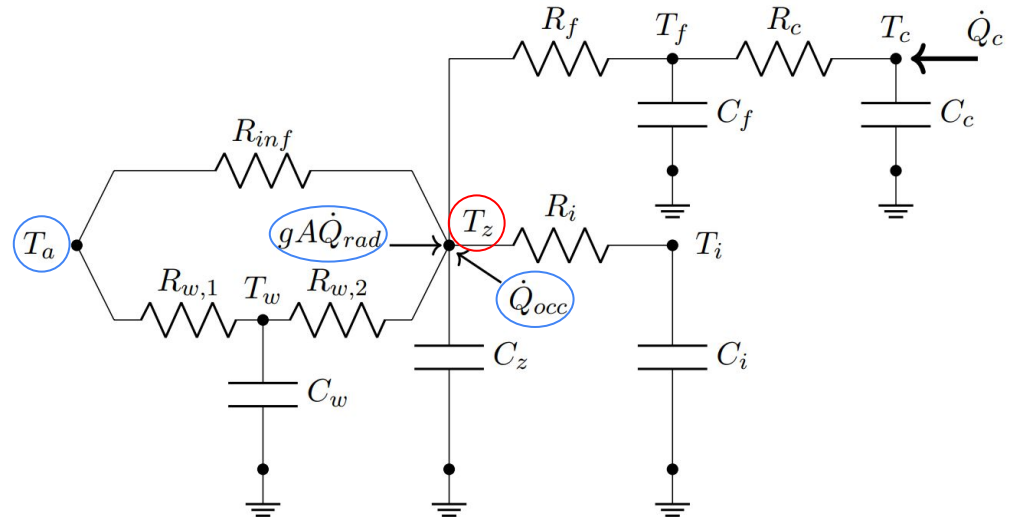 R_f T_f R_c T_c Q̇_c
C_f C_c
R_inf
T_a gAQ̇_rad T_z R_i T_i
R_w,1 T_w R_w,2 Q̇_occ
C_w C_z C_i